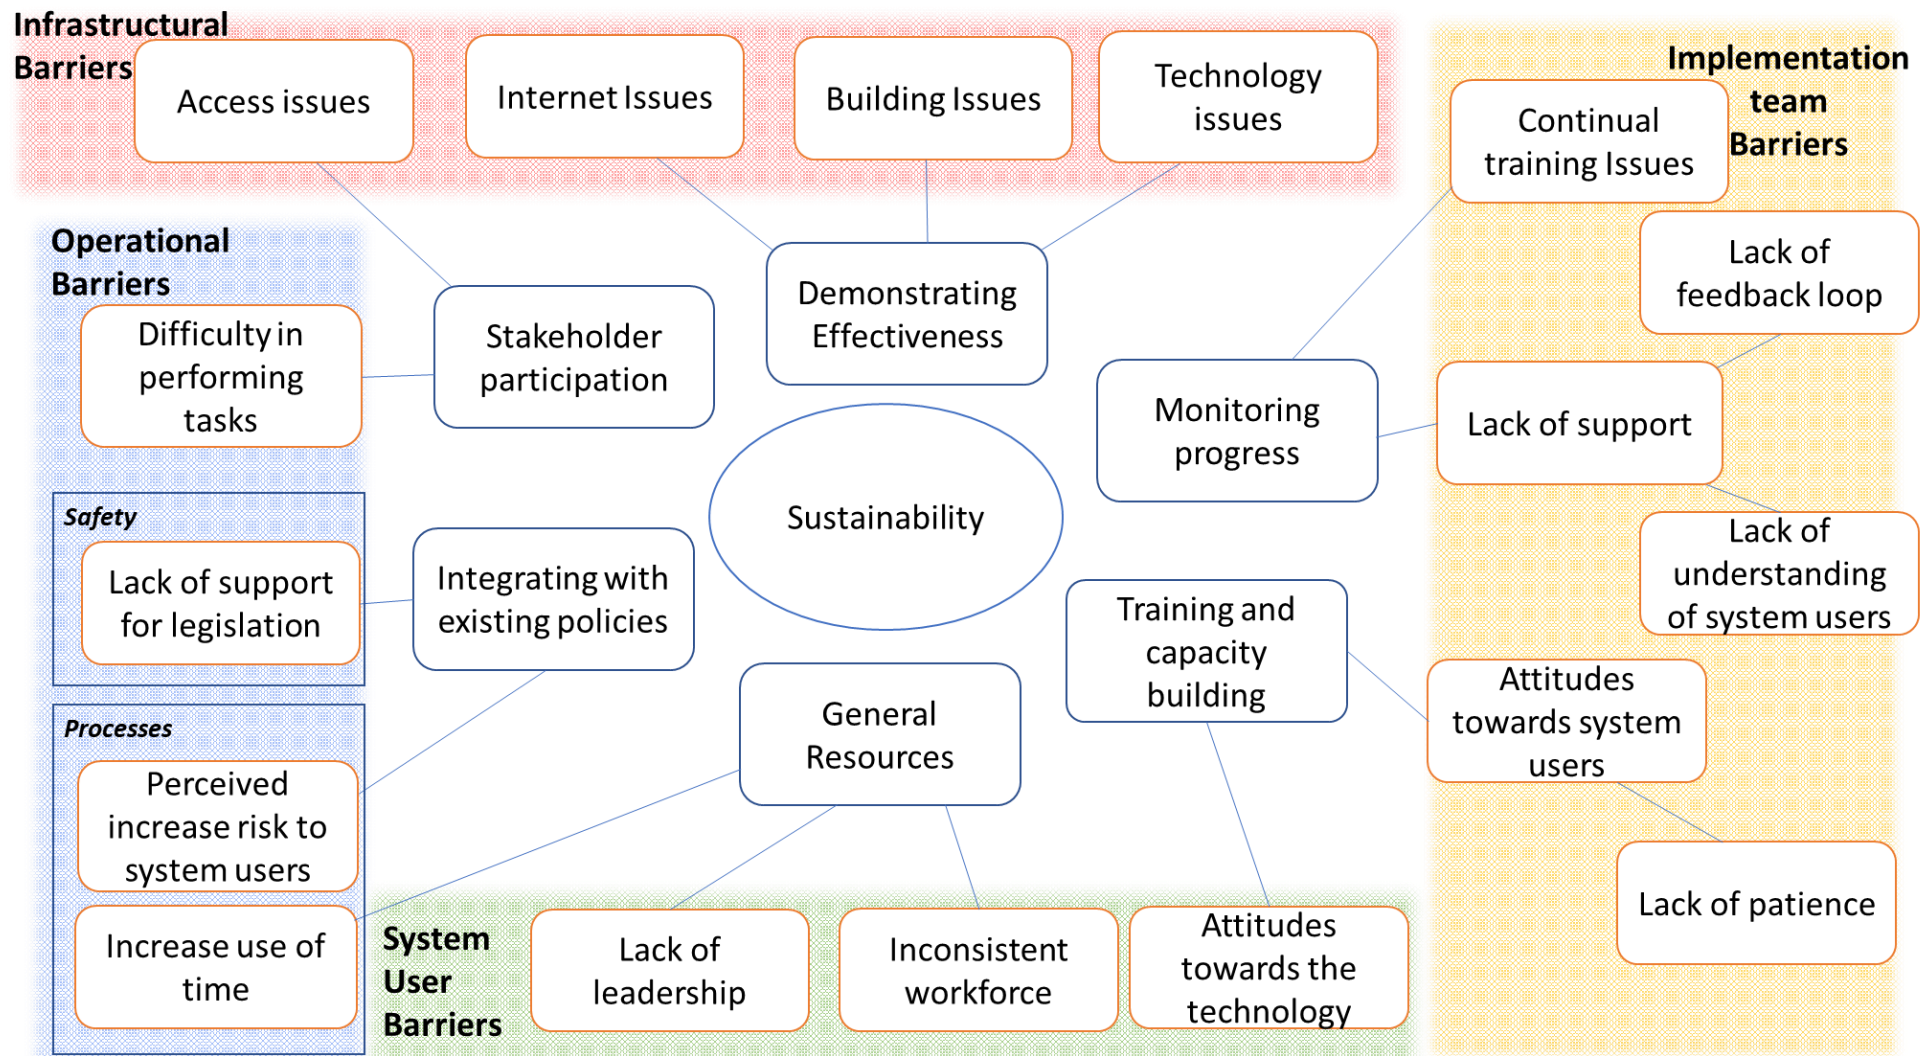 Infrastructural
Barriers
Access issues
Internet Issues
Building Issues
Technology
issues
Implementation
team
Barriers
Continual
training Issues
Lack of
feedback loop
Lack of support
Lack of
understanding
of system users
Attitudes
towards system
users
Lack of patience
Operational
Barriers
Difficulty in
performing
tasks
Safety
Lack of support
for legislation
Processes
Perceived
increase risk to
system users
Increase use of
time
Stakeholder
participation
Demonstrating
Effectiveness
Monitoring
progress
Sustainability
Integrating with
existing policies
General
Resources
Training and
capacity
building
System
User
Barriers
Lack of
leadership
Inconsistent
workforce
Attitudes
towards the
technology